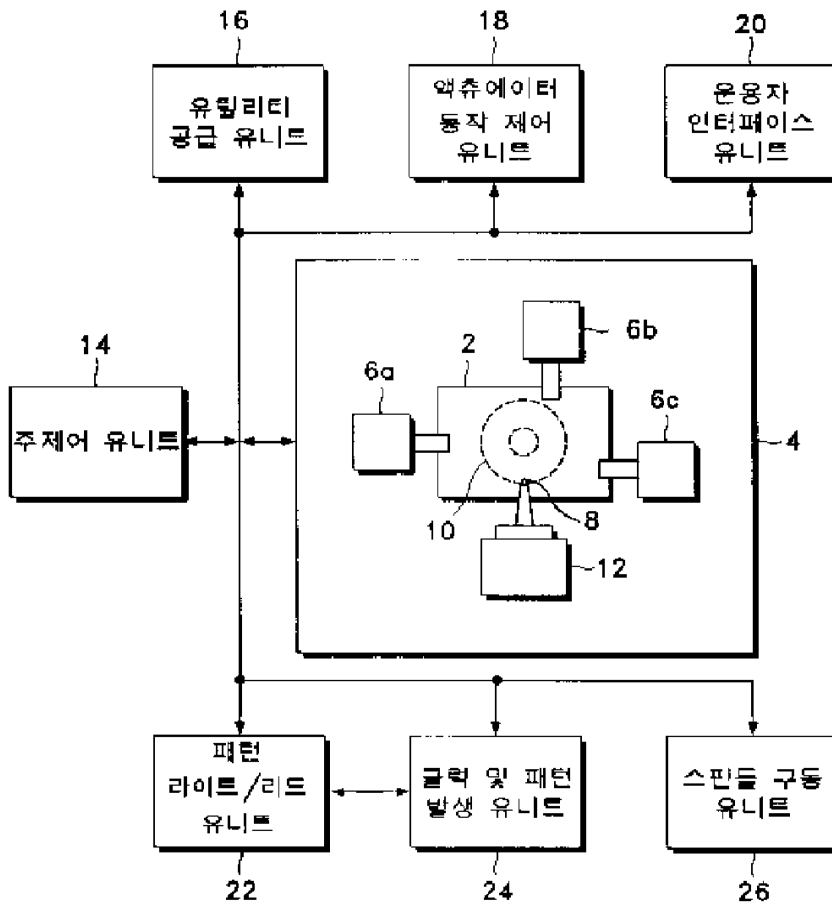 16
18
20
유틸리티
공급 유니트
액츄에이터
동작 제어
유니트
운용자
인터페이스
유니트
14
주제어 유니트
2
6a
6b
6c
4
10
8
12
패턴
라이트/리드
유니트
클럭 및 패턴
발생 유니트
스핀들 구동
유니트
22
24
26